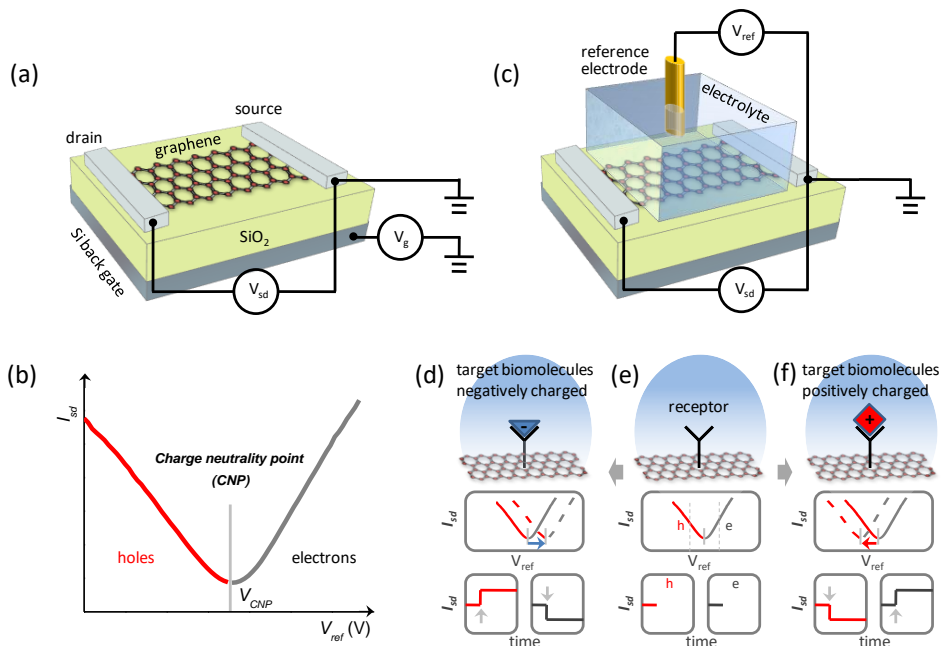 (a)
source
drain
graphene
SiO2
Si back gate
Vg
Vsd
(c)
Vref
reference
electrode
electrolyte
Vsd
(b)
Isd
Charge neutrality point
(CNP)
holes
electrons
VCNP
Vref (V)
(d)
target biomolecules
negatively charged
-
Isd
Vref
Isd
time
(e)
receptor
Isd
h
e
Vref
Isd
h
e
time
(f)
target biomolecules
positively charged
+
Isd
Vref
Isd
time